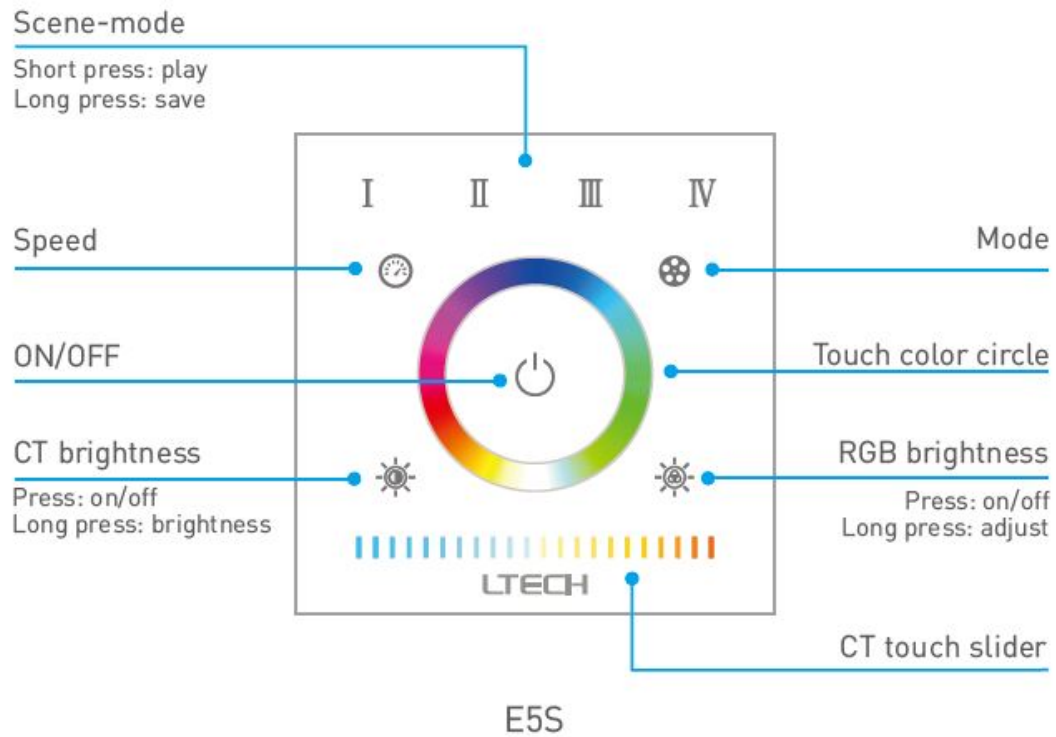 Scene-mode
Short press: play
Long press: save
I II III IV
Speed
Mode
ON/OFF
Touch color circle
CT brightness
Press: on/off
Long press: brightness
RGB brightness
Press: on/off
Long press: adjust
LTECH
CT touch slider
E5S